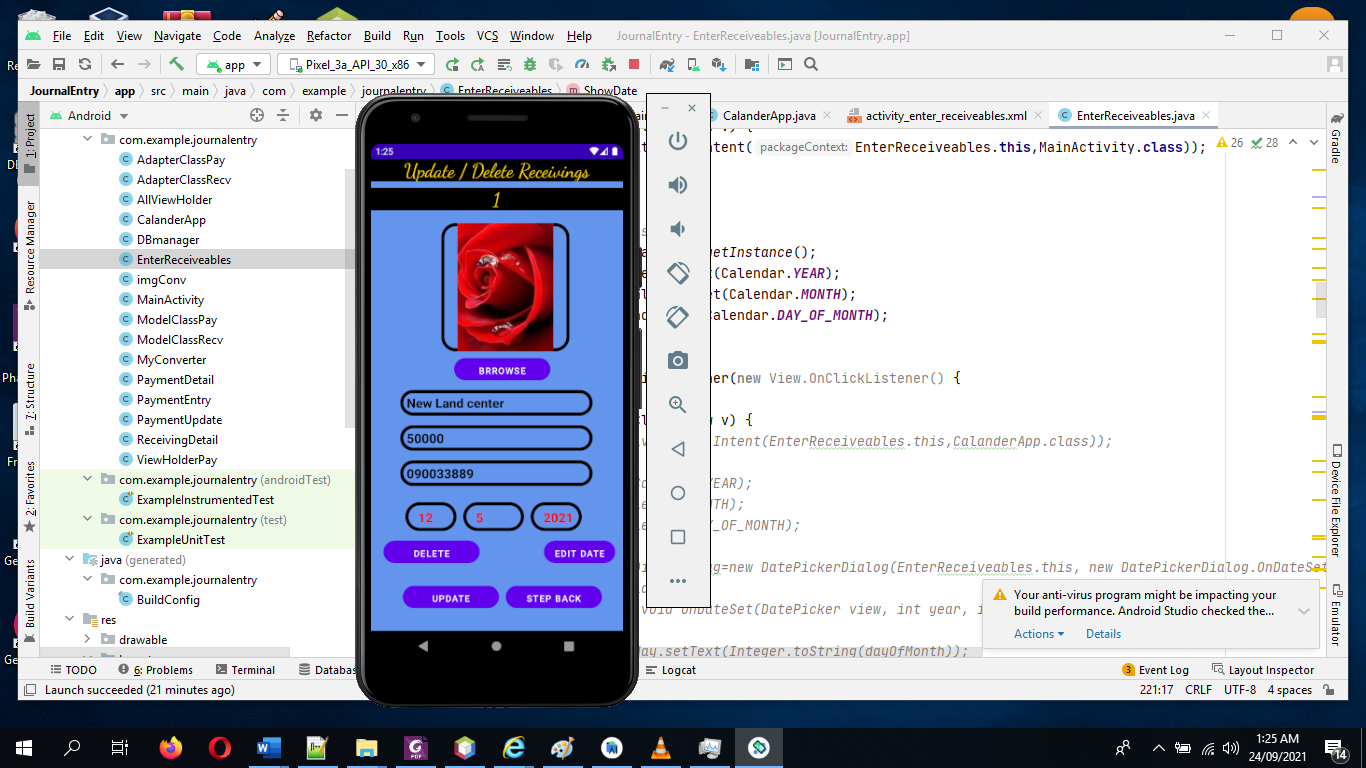 File Edit View Navigate Code Analyze Refactor Build Run Tools VCS Window Help JournalEntry - EnterReceiveables.java [JournalEntry.app]
app Pixel_3a_API_30_x86
JournalEntry app src main java com example journalentry EnterReceiveables ShowDate
Android
CalanderApp.java activity_enter_receiveables.xml EnterReceiveables.java
1: Project
Resource Manager
7: Structure
2: Favorites
Build Variants
com.example.journalentry
AdapterClassPay
AdapterClassRecv
AllViewHolder
CalanderApp
DBmanager
EnterReceiveables
imgConv
MainActivity
ModelClassPay
ModelClassRecv
MyConverter
PaymentDetail
PaymentEntry
PaymentUpdate
ReceivingDetail
ViewHolderPay
com.example.journalentry (androidTest)
ExampleInstrumentedTest
com.example.journalentry (test)
ExampleUnitTest
java (generated)
com.example.journalentry
BuildConfig
res
drawable
1:25
Update / Delete Receivings
1
BRROWSE
New Land center
50000
090033889
12 5 2021
DELETE EDIT DATE
UPDATE STEP BACK
v) {
packageContext: EnterReceiveables.this,MainActivity.class));
26 28
etInstance();
(Calendar.YEAR);
(Calendar.MONTH);
Calendar.DAY_OF_MONTH);
ner(new View.OnClickListener() {
v) {
Intent(EnterReceiveables.this,CalanderApp.class));
YEAR);
NTH);
Y_OF_MONTH);
g=new DatePickerDialog(EnterReceiveables.this, new DatePickerDialog.OnDateSet
void onDateSet(DatePicker view, int year, i
ay.setText(Integer.toString(dayOfMonth));
Your anti-virus program might be impacting your
build performance. Android Studio checked the...
Actions Details
Gradle
Device File Explorer
Emulator
TODO 6: Problems Terminal Databas Logcat 3 Event Log Layout Inspector
Launch succeeded (21 minutes ago) 221:17 CRLF UTF-8 4 spaces
1:25 AM
24/09/2021
14